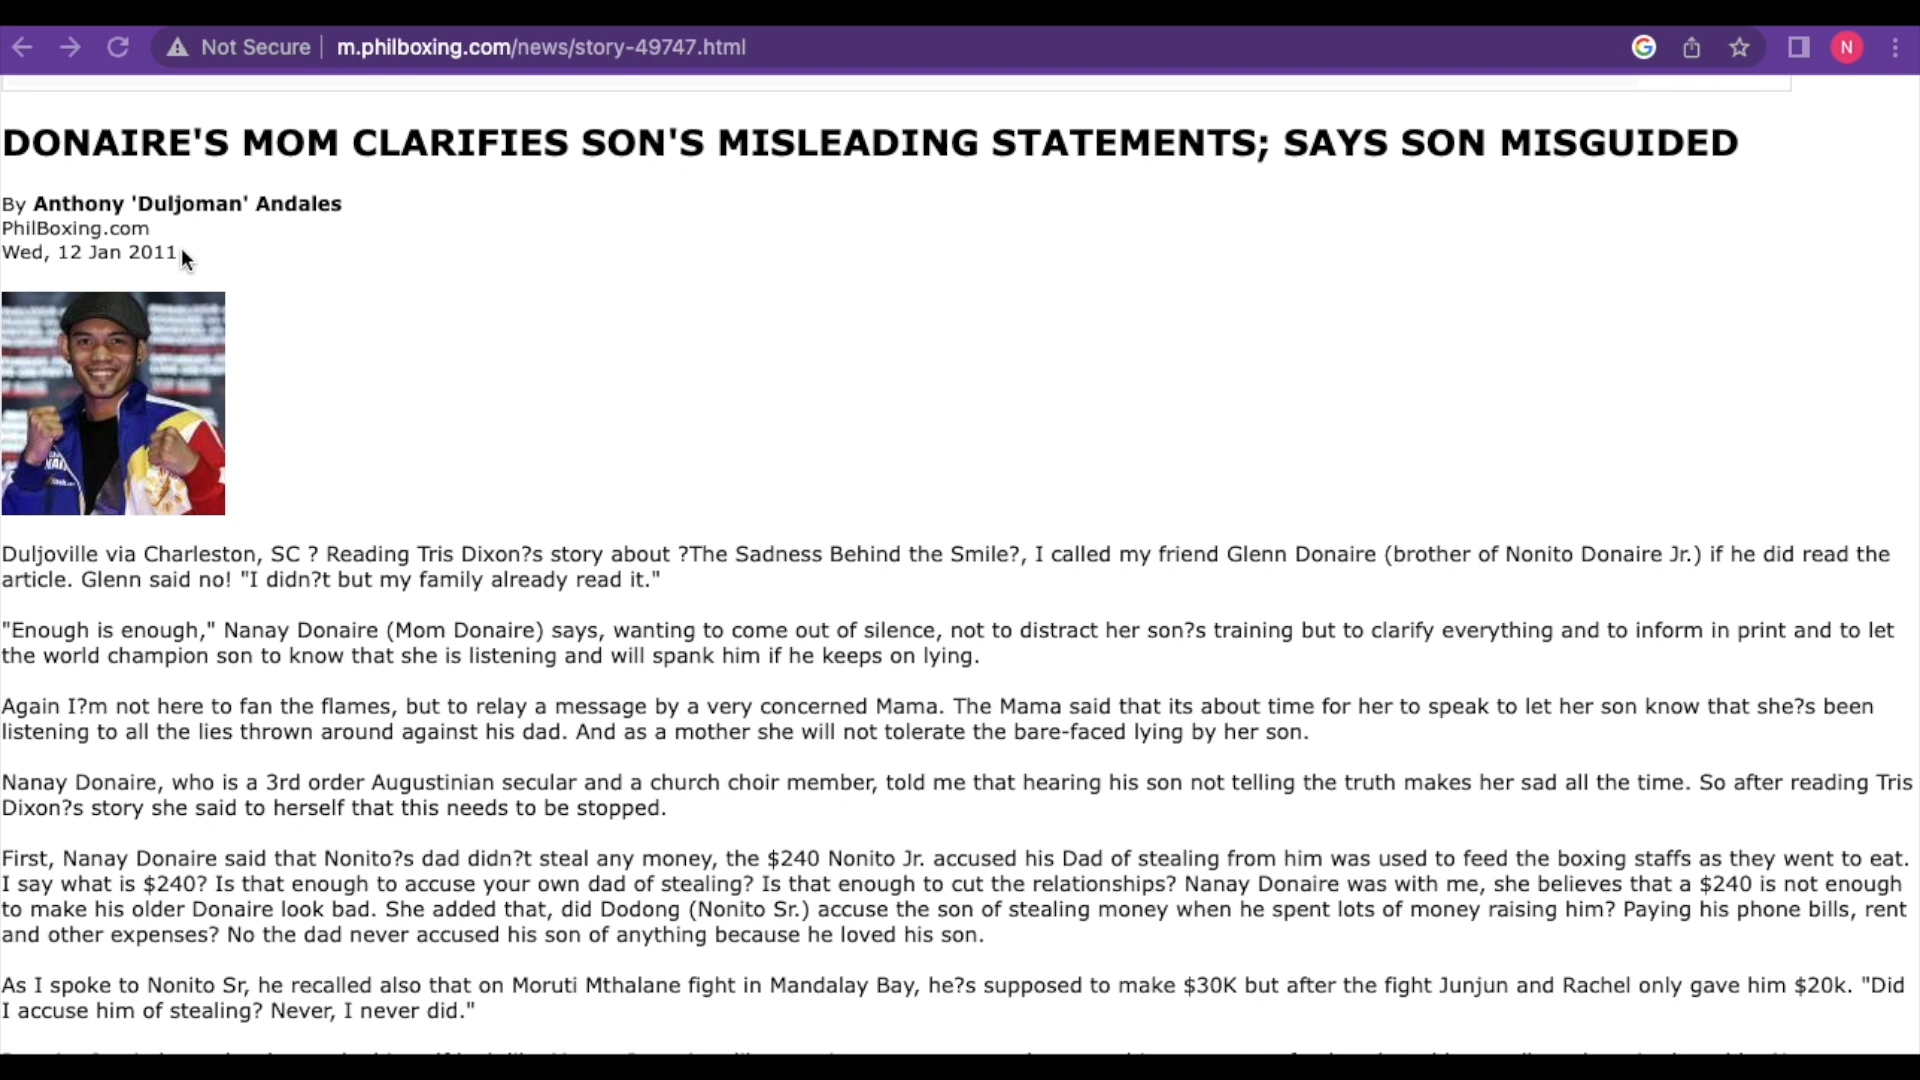 Not Secure
m.philboxing.com/news/story-49747.html
N
DONAIRE'S MOM CLARIFIES SON'S MISLEADING STATEMENTS; SAYS SON MISGUIDED
By Anthony 'Duljoman' Andales
PhilBoxing.com
Wed, 12 Jan 2011
Duljoville via Charleston, SC ? Reading Tris Dixon?s story about ?The Sadness Behind the Smile?, I called my friend Glenn Donaire (brother of Nonito Donaire Jr.) if he did read the
article. Glenn said no! "I didn?t but my family already read it."
"Enough is enough," Nanay Donaire (Mom Donaire) says, wanting to come out of silence, not to distract her son?s training but to clarify everything and to inform in print and to let
the world champion son to know that she is listening and will spank him if he keeps on lying.
Again I?m not here to fan the flames, but to relay a message by a very concerned Mama. The Mama said that its about time for her to speak to let her son know that she?s been
listening to all the lies thrown around against his dad. And as a mother she will not tolerate the bare-faced lying by her son.
Nanay Donaire, who is a 3rd order Augustinian secular and a church choir member, told me that hearing his son not telling the truth makes her sad all the time. So after reading Tris
Dixon?s story she said to herself that this needs to be stopped.
First, Nanay Donaire said that Nonito?s dad didn?t steal any money, the $240 Nonito Jr. accused his Dad of stealing from him was used to feed the boxing staffs as they went to eat.
I say what is $240? Is that enough to accuse your own dad of stealing? Is that enough to cut the relationships? Nanay Donaire was with me, she believes that a $240 is not enough
to make his older Donaire look bad. She added that, did Dodong (Nonito Sr.) accuse the son of stealing money when he spent lots of money raising him? Paying his phone bills, rent
and other expenses? No the dad never accused his son of anything because he loved his son.
As I spoke to Nonito Sr, he recalled also that on Moruti Mthalane fight in Mandalay Bay, he?s supposed to make $30K but after the fight Junjun and Rachel only gave him $20k. "Did
I accuse him of stealing? Never, I never did."